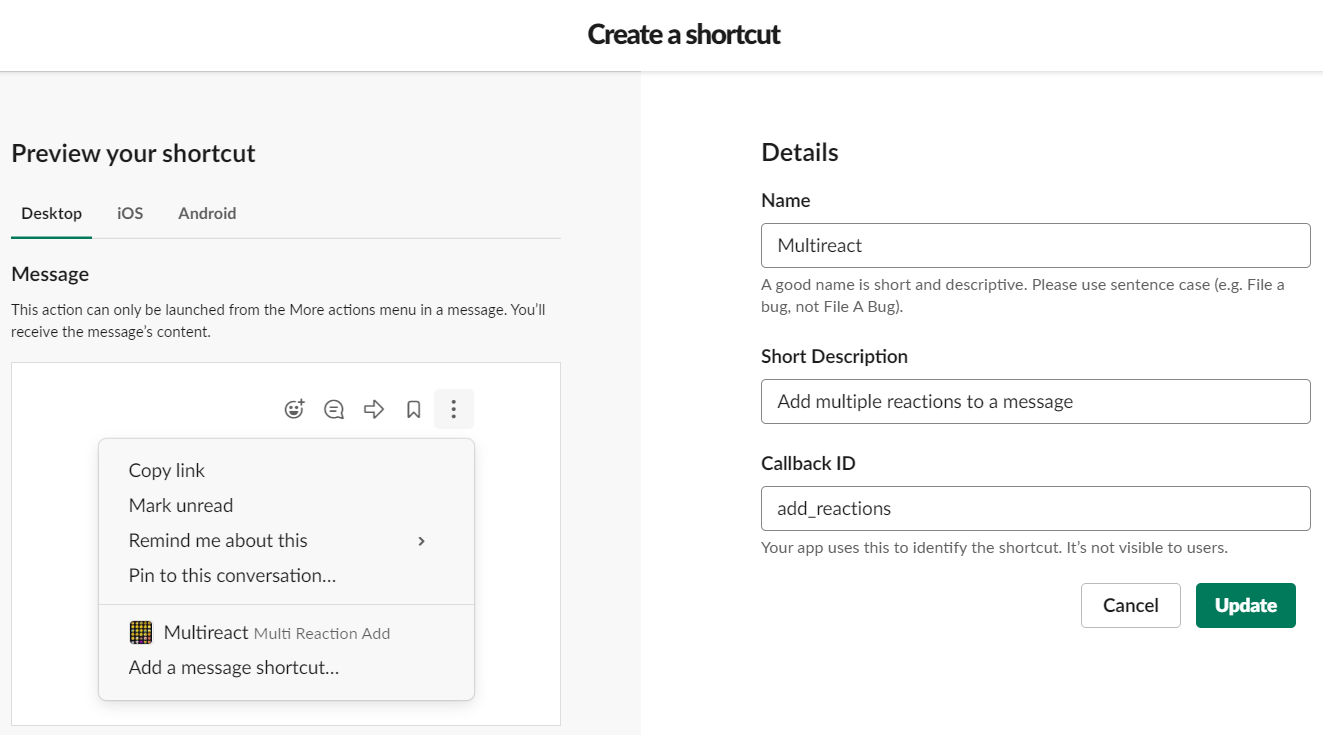 Create a shortcut
Preview your shortcut
Desktop iOS Android
Message
This action can only be launched from the More actions menu in a message. You’ll
receive the message’s content.
Copy link
Mark unread
Remind me about this
Pin to this conversation...
Multireact Multi Reaction Add
Add a message shortcut...
Details
Name
Multireact
A good name is short and descriptive. Please use sentence case (e.g. File a
bug, not File A Bug).
Short Description
Add multiple reactions to a message
Callback ID
add_reactions
Your app uses this to identify the shortcut. It’s not visible to users.
Cancel Update